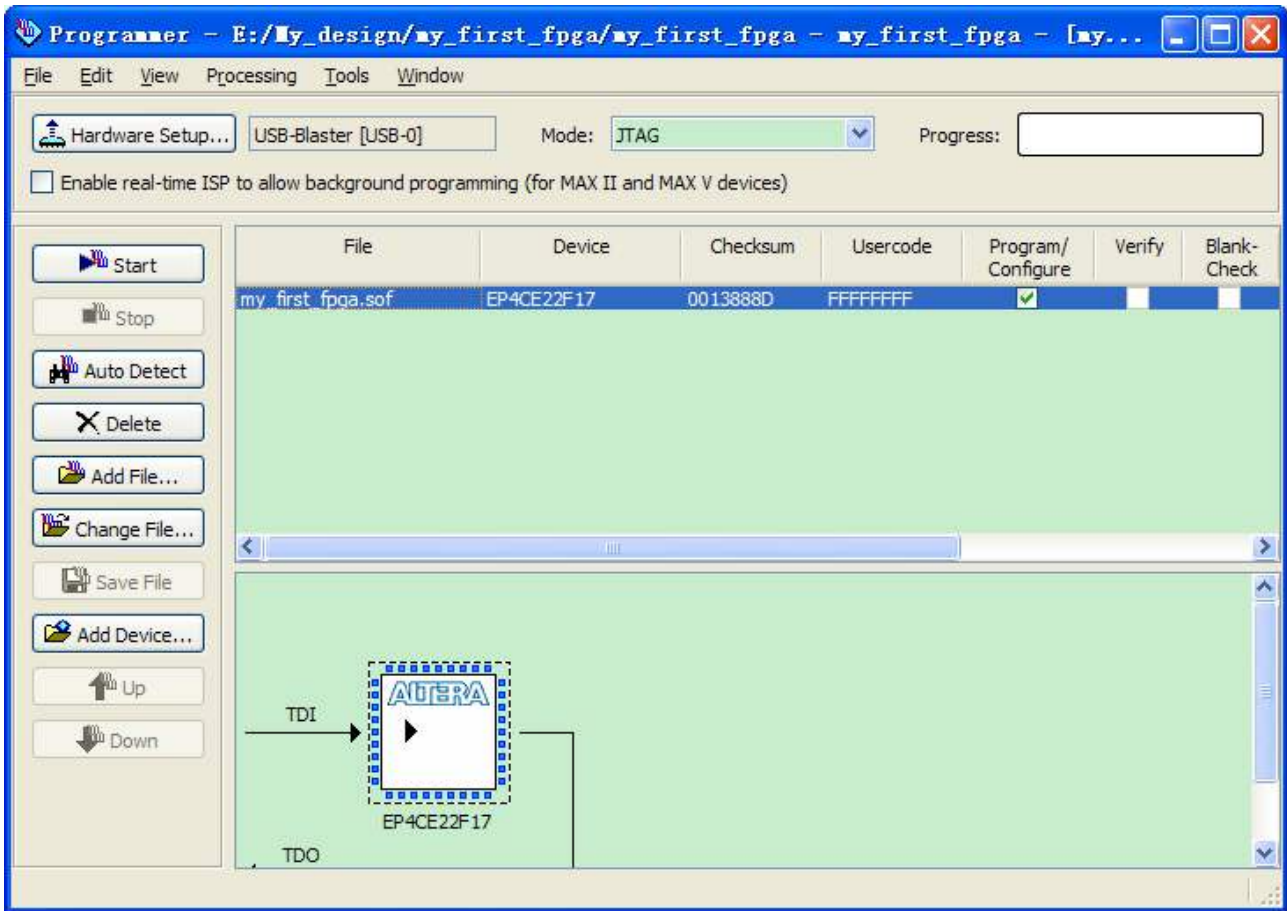 Programmer - E:/My_design/my_first_fpga/my_first_fpga - my_first_fpga - [my...
File Edit View Processing Tools Window
Hardware Setup... USB-Blaster [USB-0] Mode: JTAG Progress:
Enable real-time ISP to allow background programming (for MAX II and MAX V devices)
File Device Checksum Usercode Program/ Verify Blank-
Configure Check
my_first_fpga.sof EP4CE22F17 0013888D FFFFFFFF
Start
Stop
Auto Detect
Delete
Add File...
Change File...
Save File
Add Device...
Up
Down
ALTERA
TDI
EP4CE22F17
TDO